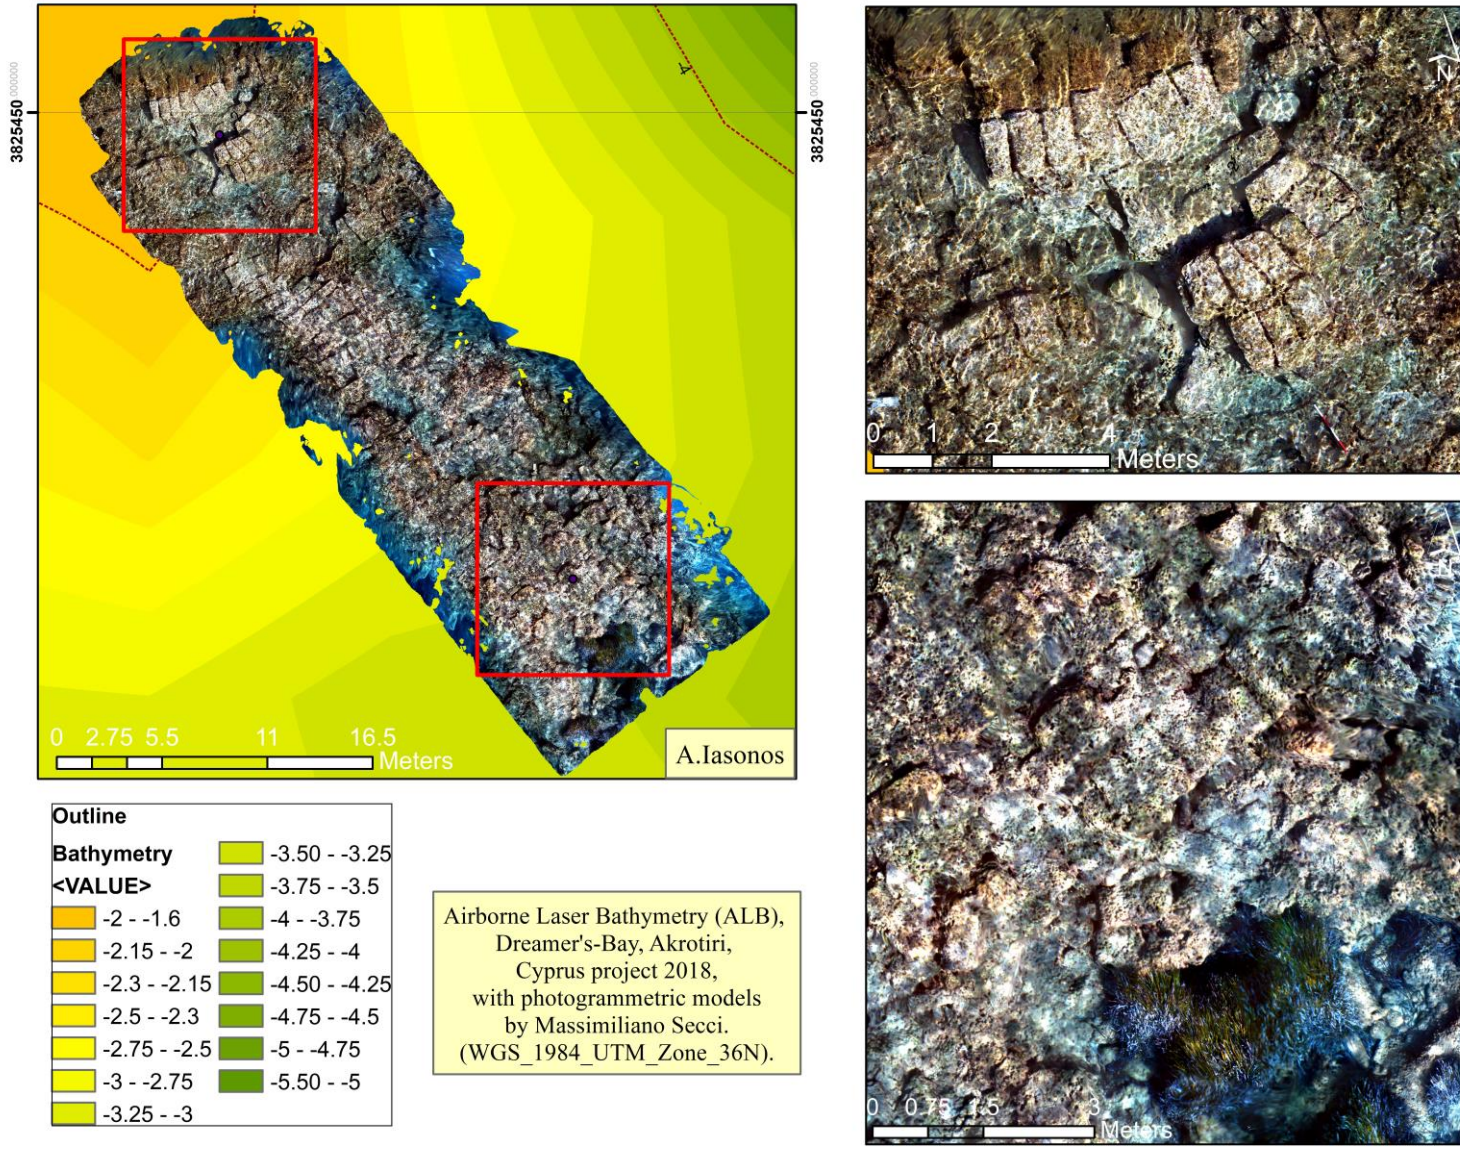 3825450 000000
3825450 000000
4
0 2.75 5.5 11 16.5
Meters
A.Iasonos
N
0 1 2 4
Meters
N
0 0.75 1.5 3
Meters
Outline
Bathymetry
<VALUE>
-2 - -1.6
-2.15 - -2
-2.3 - -2.15
-2.5 - -2.3
-2.75 - -2.5
-3 - -2.75
-3.25 - -3
-3.50 - -3.25
-3.75 - -3.5
-4 - -3.75
-4.25 - -4
-4.50 - -4.25
-4.75 - -4.5
-5 - -4.75
-5.50 - -5
Airborne Laser Bathymetry (ALB),
Dreamer's-Bay, Akrotiri,
Cyprus project 2018,
with photogrammetric models
by Massimiliano Secci.
(WGS_1984_UTM_Zone_36N).